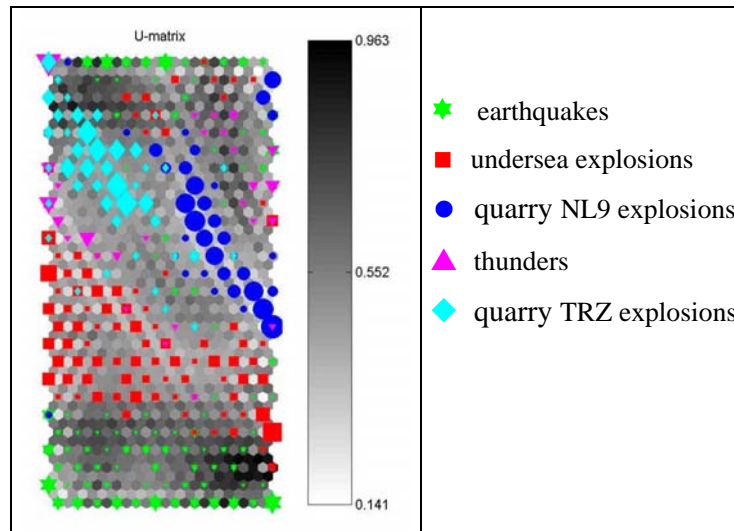 U-matrix
0.963
0.552
0.141
earthquakes
undersea explosions
quarry NL9 explosions
thunders
quarry TRZ explosions